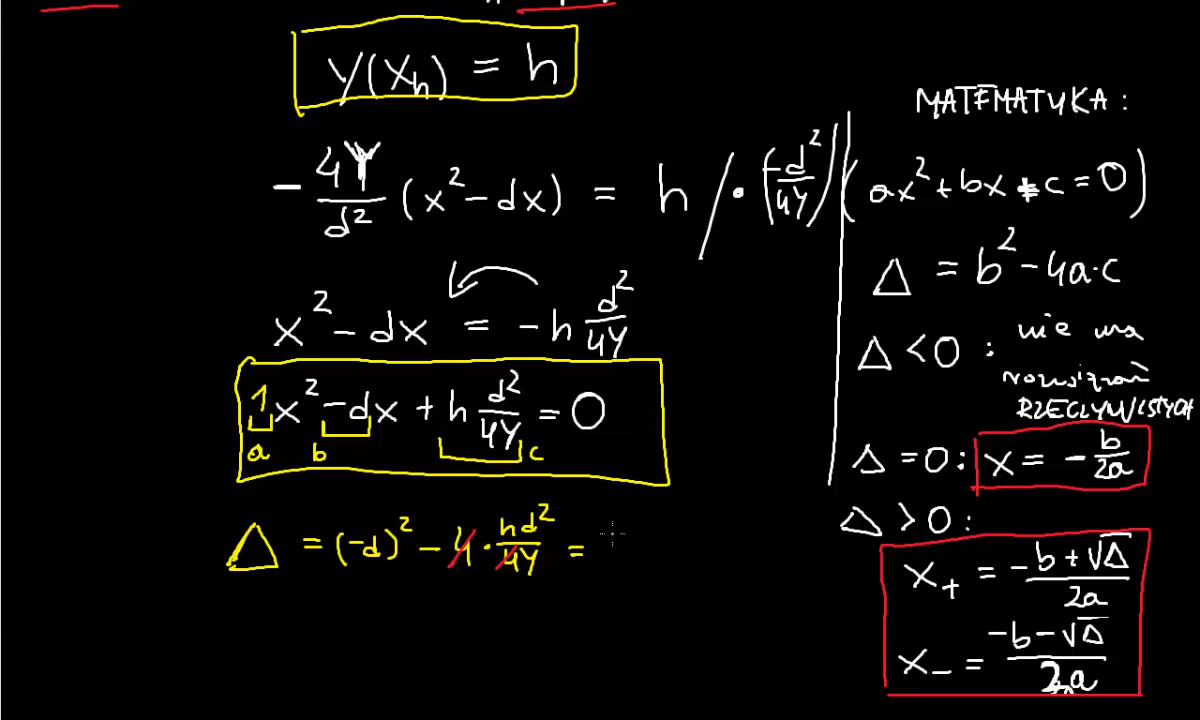 y(x_h) = h
- 4Y/d² (x² - dx) = h / · (-d²/4Y)
x² - dx = -h d²/4Y
1x² - dx + h d²/4Y = 0
a b c
Δ = (-d)² - 4 · hd²/4Y =
MATEMATYKA:
(ax² + bx + c = 0)
Δ = b² - 4a·c
Δ < 0 : nie ma
rozwiązań
RZECZYWISTYCH
Δ = 0 : x = - b/2a
Δ > 0 :
x₊ = -b + √Δ / 2a
x₋ = -b - √Δ / 2a